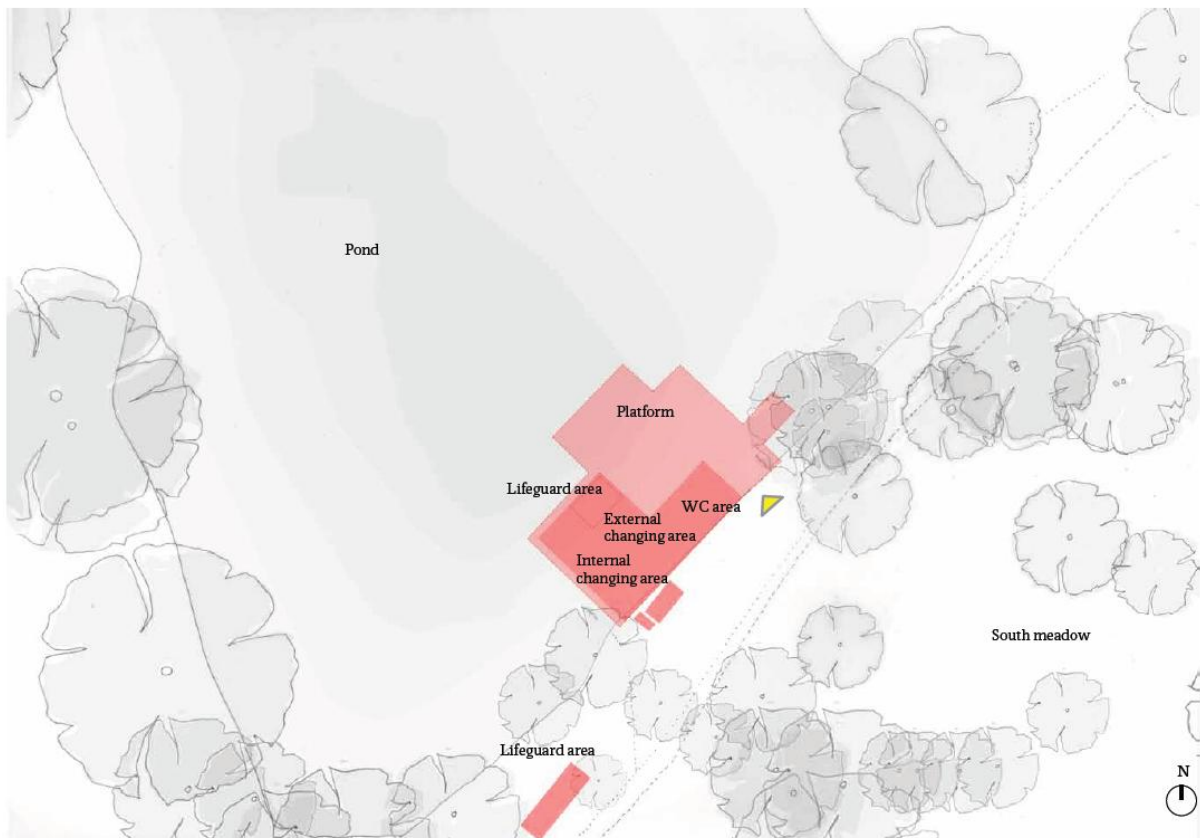 Pond
Platform
Lifeguard area
WC area
External
changing area
Internal
changing area
South meadow
Lifeguard area
N